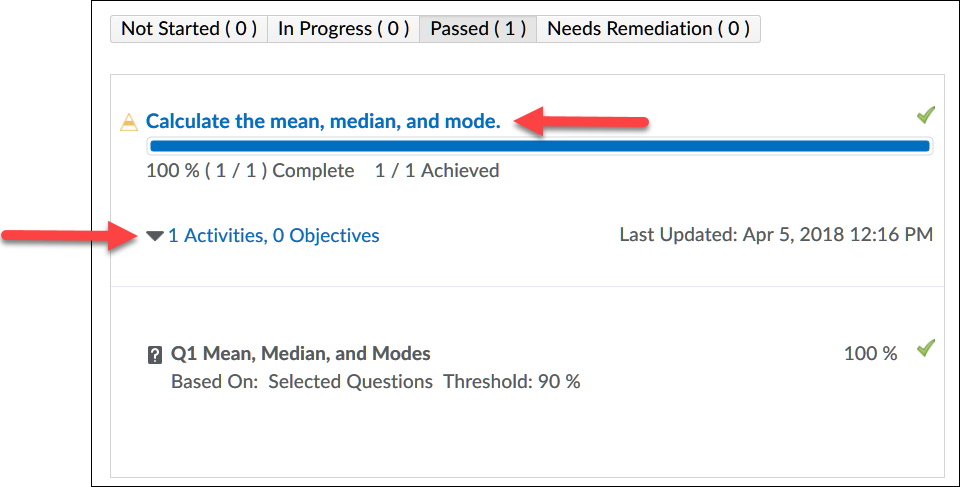 Not Started ( 0 ) In Progress ( 0 ) Passed ( 1 ) Needs Remediation ( 0 )
Calculate the mean, median, and mode.
100 % ( 1 / 1 ) Complete 1 / 1 Achieved
1 Activities, 0 Objectives Last Updated: Apr 5, 2018 12:16 PM
Q1 Mean, Median, and Modes 100 %
Based On: Selected Questions Threshold: 90 %